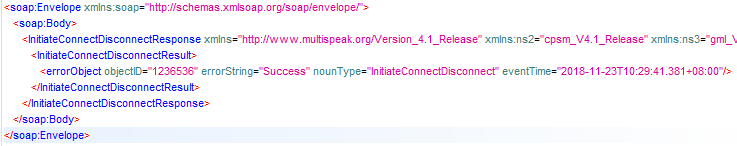 <soap:Envelope xmlns:soap="http://schemas.xmlsoap.org/soap/envelope/">
<soap:Body>
<InitiateConnectDisconnectResponse xmlns="http://www.multispeak.org/Version_4.1_Release" xmlns:ns2="cpsm_V4.1_Release" xmlns:ns3="gml_V
<InitiateConnectDisconnectResult>
<errorObject objectID="1236536" errorString="Success" nounType="InitiateConnectDisconnect" eventTime="2018-11-23T10:29:41.381+08:00"/>
</InitiateConnectDisconnectResult>
</InitiateConnectDisconnectResponse>
</soap:Body>
</soap:Envelope>